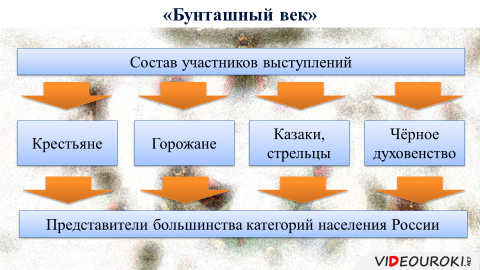 «Бунташный век»
Состав участников выступлений
Крестьяне
Горожане
Казаки,
стрельцы
Чёрное
духовенство
Представители большинства категорий населения России
VIDEOUROKI.NET